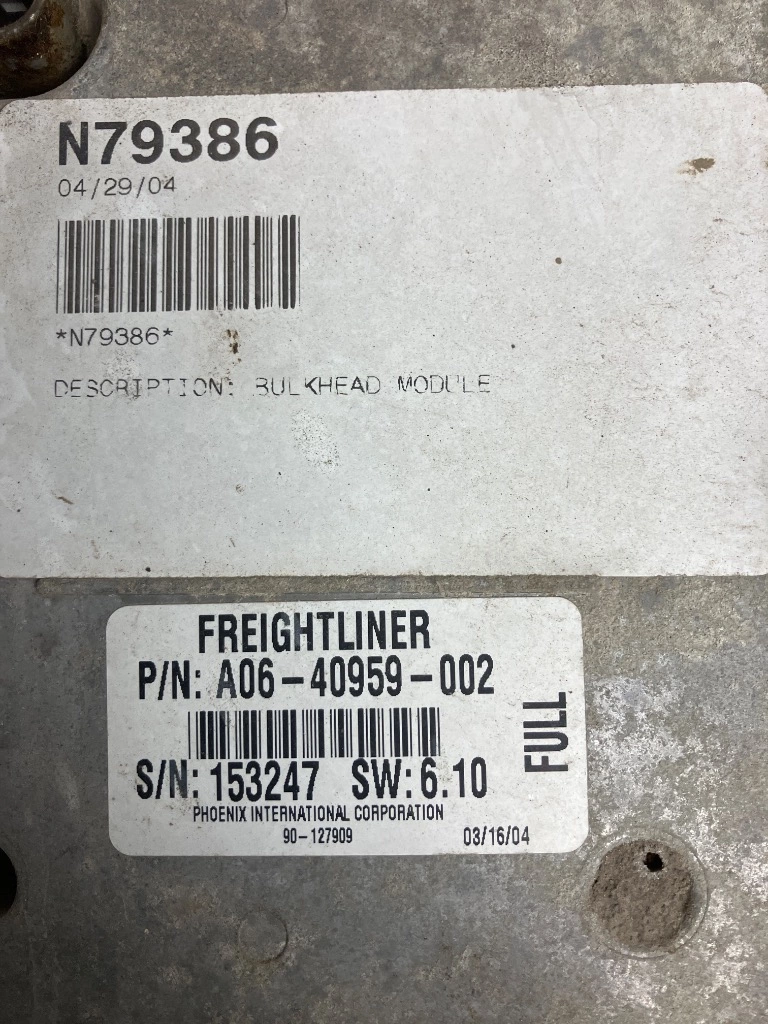 N79386
04/29/04
*N79386*
DESCRIPTION: BULKHEAD MODULE
FREIGHTLINER
P/N: A06-40959-002
FULL
S/N: 153247 SW: 6.10
PHOENIX INTERNATIONAL CORPORATION
90-127909 03/16/04